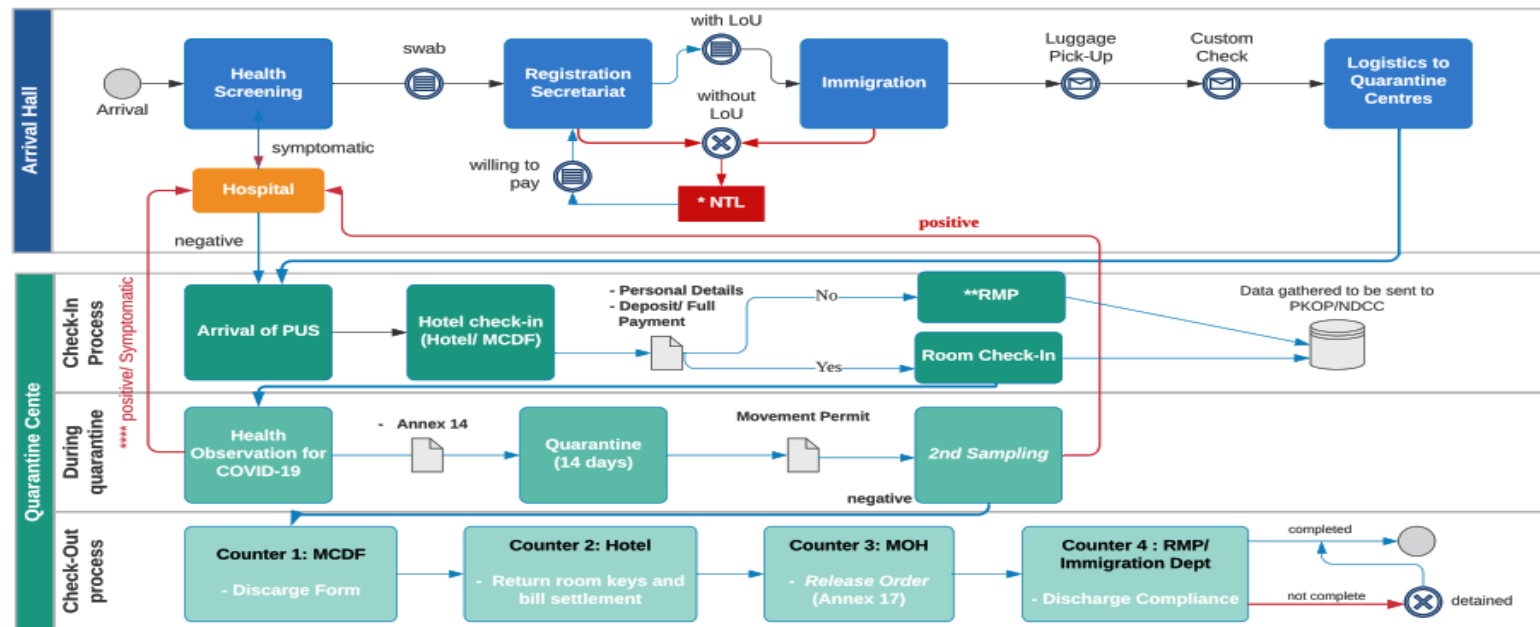 Arrival Hall
Arrival
Health
Screening
swab
Registration
Secretariat
with LoU
without
LoU
Immigration
Luggage
Pick-Up
Custom
Check
Logistics to
Quarantine
Centres
symptomatic
Hospital
willing to
pay
* NTL
negative
positive
Quarantine Cente
Check-In
Process
**** positive/ Symptomatic
Arrival of PUS
Hotel check-in
(Hotel/ MCDF)
- Personal Details
- Deposit/ Full
Payment
No
Yes
**RMP
Room Check-In
Data gathered to be sent to
PKOP/NDCC
During
quarantine
Health
Observation for
COVID-19
- Annex 14
Quarantine
(14 days)
Movement Permit
2nd Sampling
negative
Check-Out
process
Counter 1: MCDF
- Discarge Form
Counter 2: Hotel
- Return room keys and
bill settlement
Counter 3: MOH
- Release Order
(Annex 17)
Counter 4 : RMP/
Immigration Dept
- Discharge Compliance
completed
not complete
detained